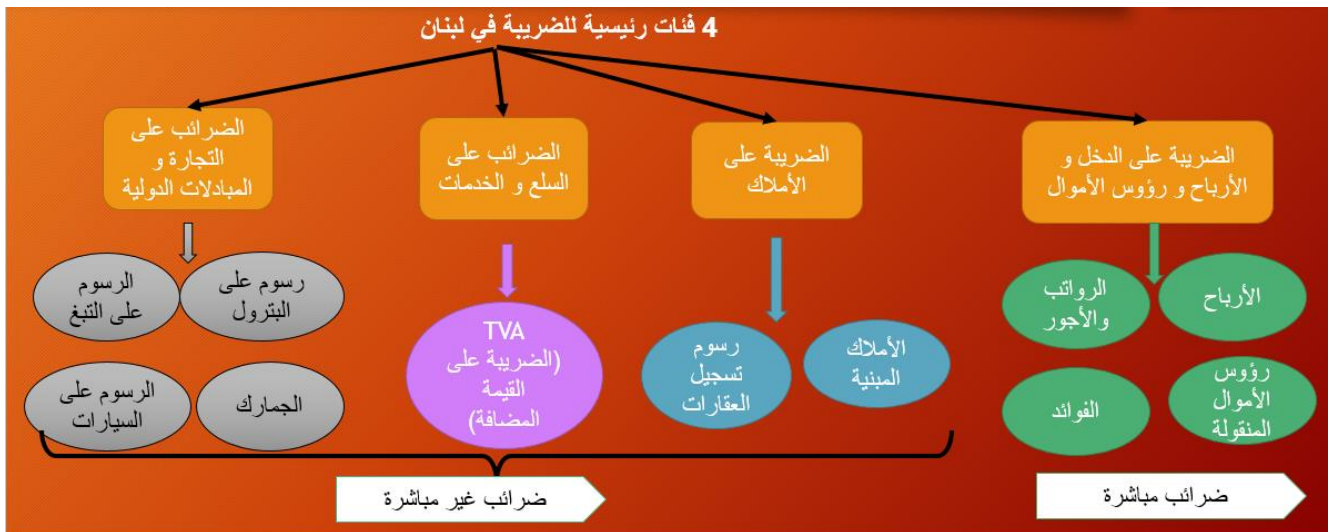 4 فئات رئيسية للضريبة في لبنان
الضريبة على الدخل و
الأرباح و رؤوس الأموال
الضريبة على
الأملاك
الضرائب على
السلع و الخدمات
الضرائب على
التجارة و
المبادلات الدولية
الأرباح
الرواتب
والأجور
رؤوس
الأموال
المنقولة
الفوائد
الأملاك
المبنية
رسوم
تسجيل
العقارات
TVA
(الضريبة على
القيمة
المضافة)
رسوم على
البترول
الرسوم
على التبغ
الجمارك
الرسوم على
السيارات
ضرائب مباشرة
ضرائب غير مباشرة